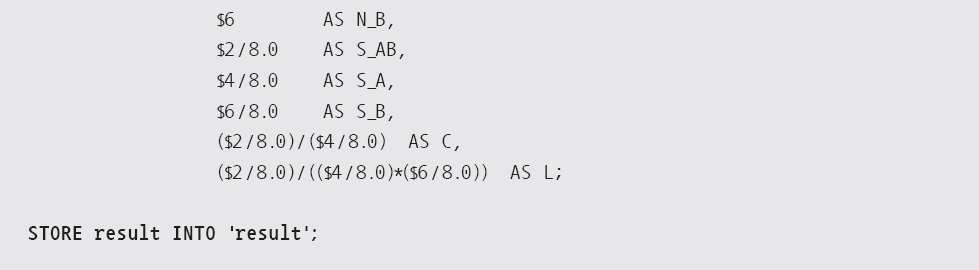 $6 AS N_B,
$2/8.0 AS S_AB,
$4/8.0 AS S_A,
$6/8.0 AS S_B,
($2/8.0)/($4/8.0) AS C,
($2/8.0)/(($4/8.0)*($6/8.0)) AS L;
STORE result INTO 'result';